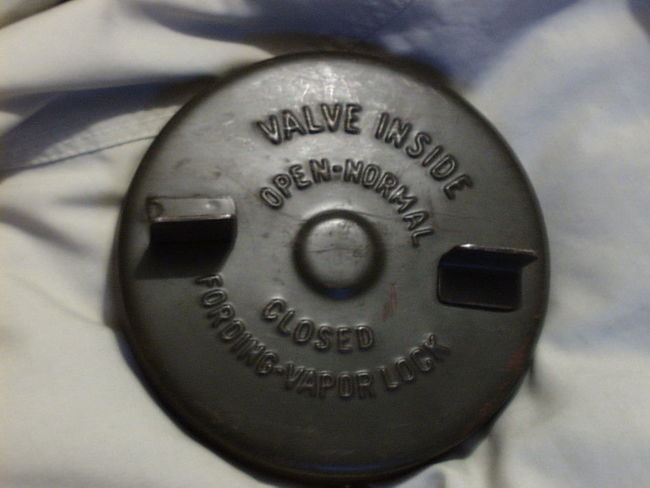 VALVE INSIDE
OPEN-NORMAL
CLOSED
FORDING-VAPOR LOCK